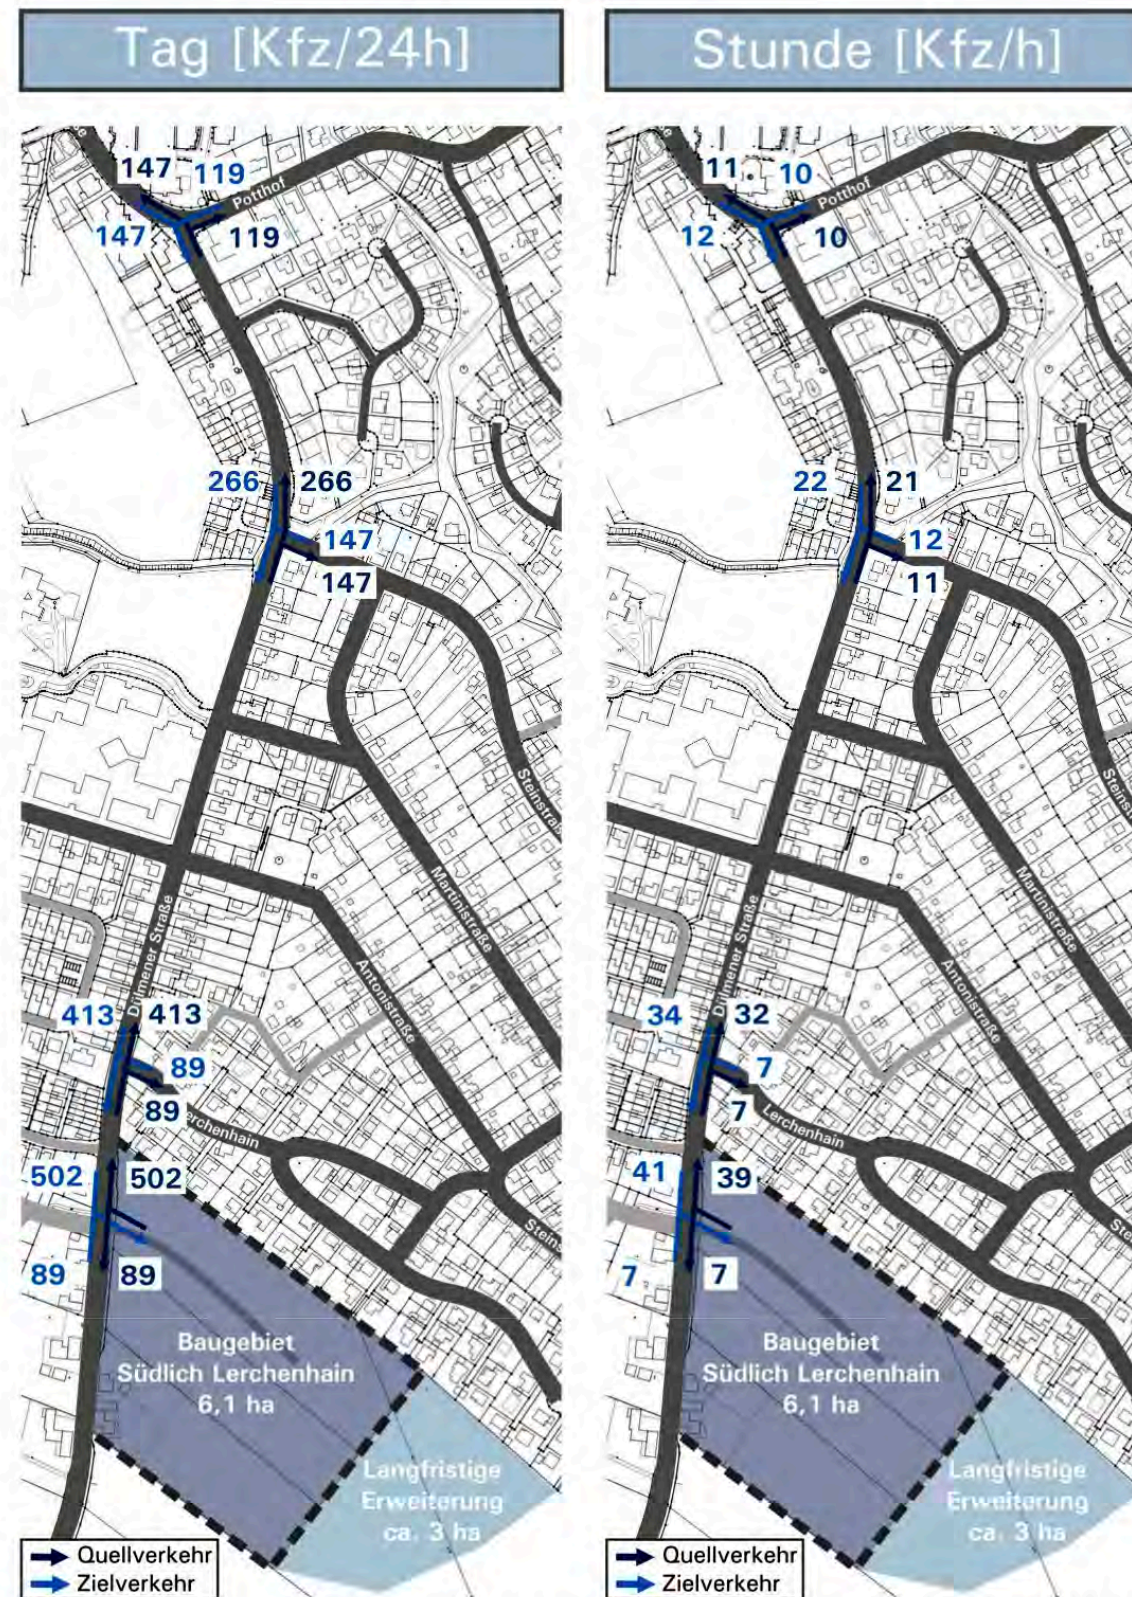 Tag [Kfz/24h]
147 119
Potthof
147 119
266 266
147
147
Steinstraße
Martinistraße
Dülmener Straße
Antonistraße
413 413
89
89
Lerchenhain
502 502
89 89
Baugebiet
Südlich Lerchenhain
6,1 ha
Langfristige
Erweiterung
ca. 3 ha
Quellverkehr
Zielverkehr
Stunde [Kfz/h]
11 10
Potthof
12 10
22 21
12
11
Martinistraße
Dülmener Straße
Antonistraße
34 32
7
7
Lerchenhain
41 39
7 7
Baugebiet
Südlich Lerchenhain
6,1 ha
Langfristige
Erweiterung
ca. 3 ha
Quellverkehr
Zielverkehr